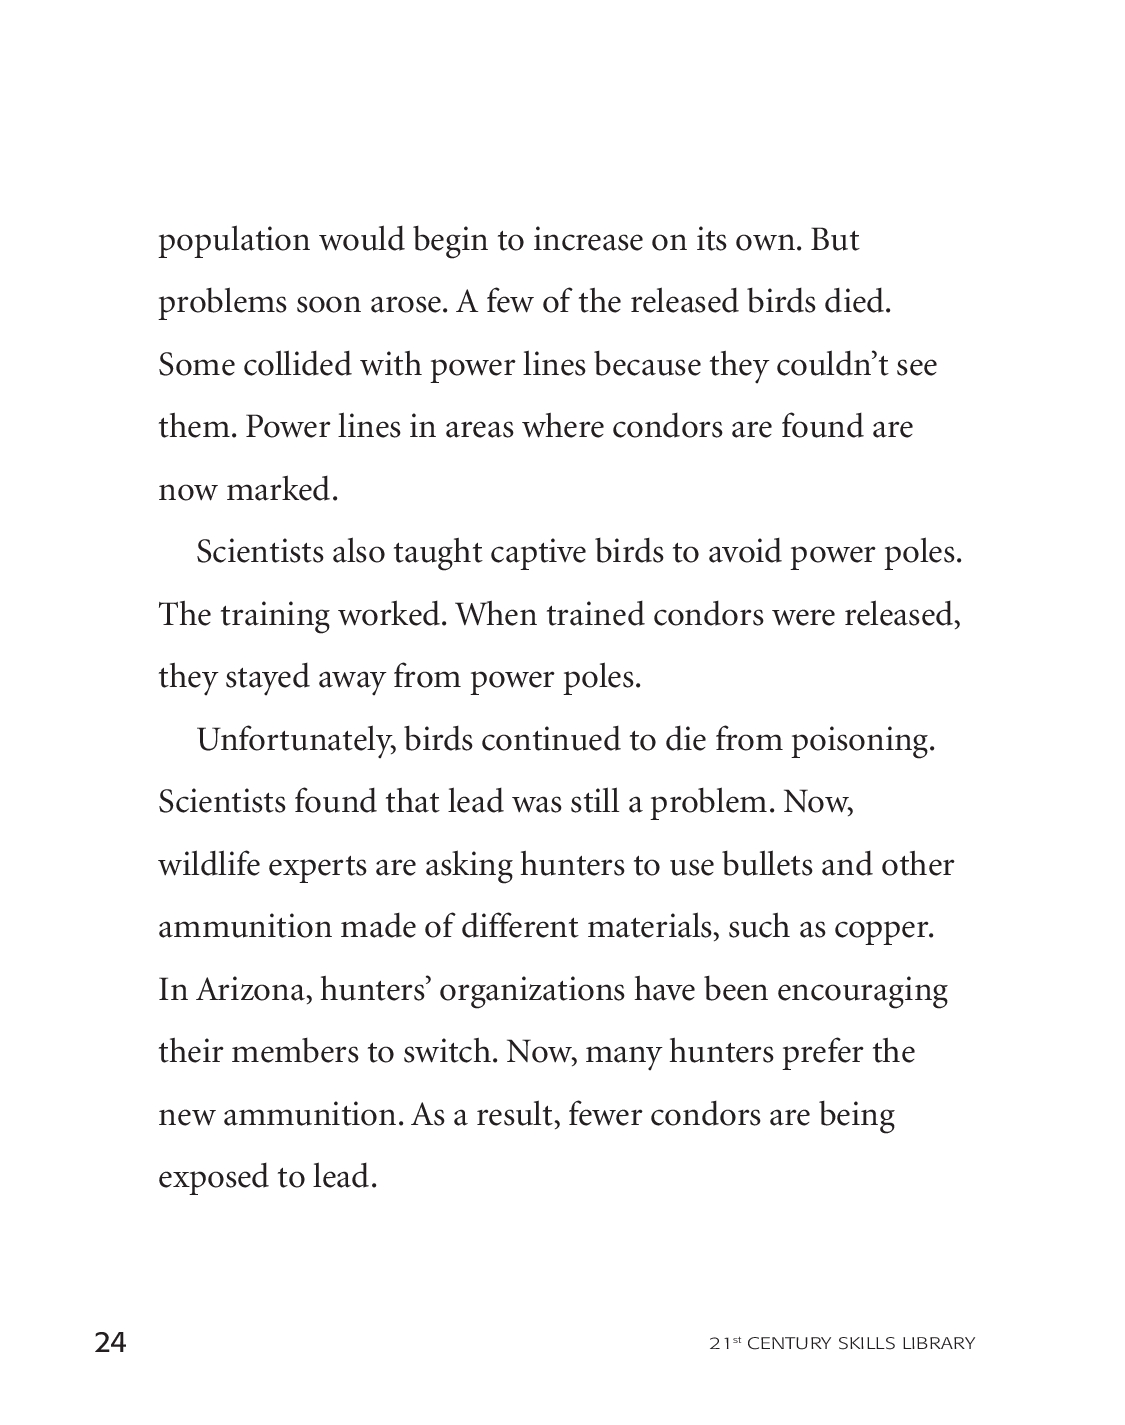 population would begin to increase on its own. But
problems soon arose. A few of the released birds died.
Some collided with power lines because they couldn’t see
them. Power lines in areas where condors are found are
now marked.
Scientists also taught captive birds to avoid power poles.
The training worked. When trained condors were released,
they stayed away from power poles.
Unfortunately, birds continued to die from poisoning.
Scientists found that lead was still a problem. Now,
wildlife experts are asking hunters to use bullets and other
ammunition made of different materials, such as copper.
In Arizona, hunters’ organizations have been encouraging
their members to switch. Now, many hunters prefer the
new ammunition. As a result, fewer condors are being
exposed to lead.
24
21st CENTURY SKILLS LIBRARY